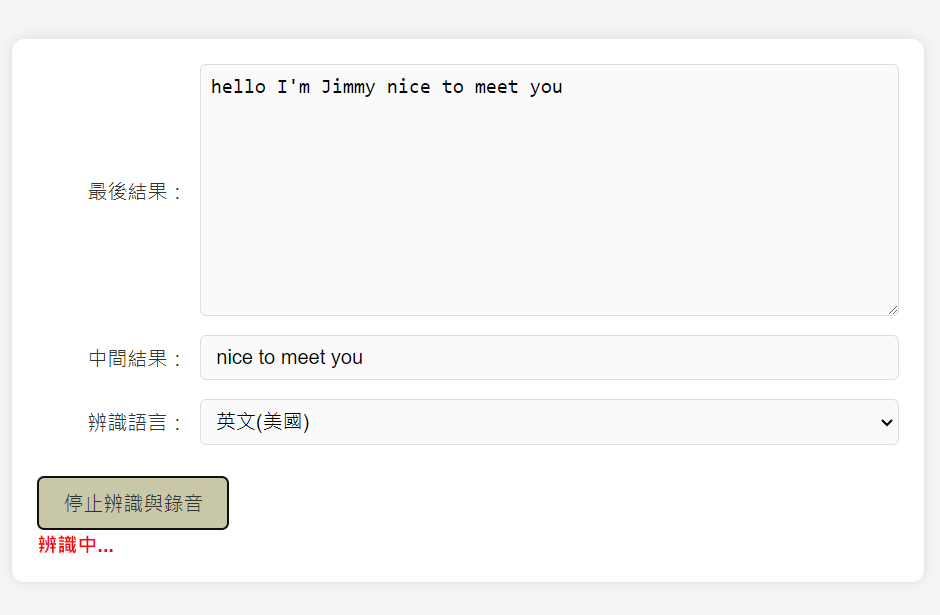 hello I'm Jimmy nice to meet you
最後結果：
中間結果： nice to meet you
辨識語言： 英文(美國)
停止辨識與錄音
辨識中...